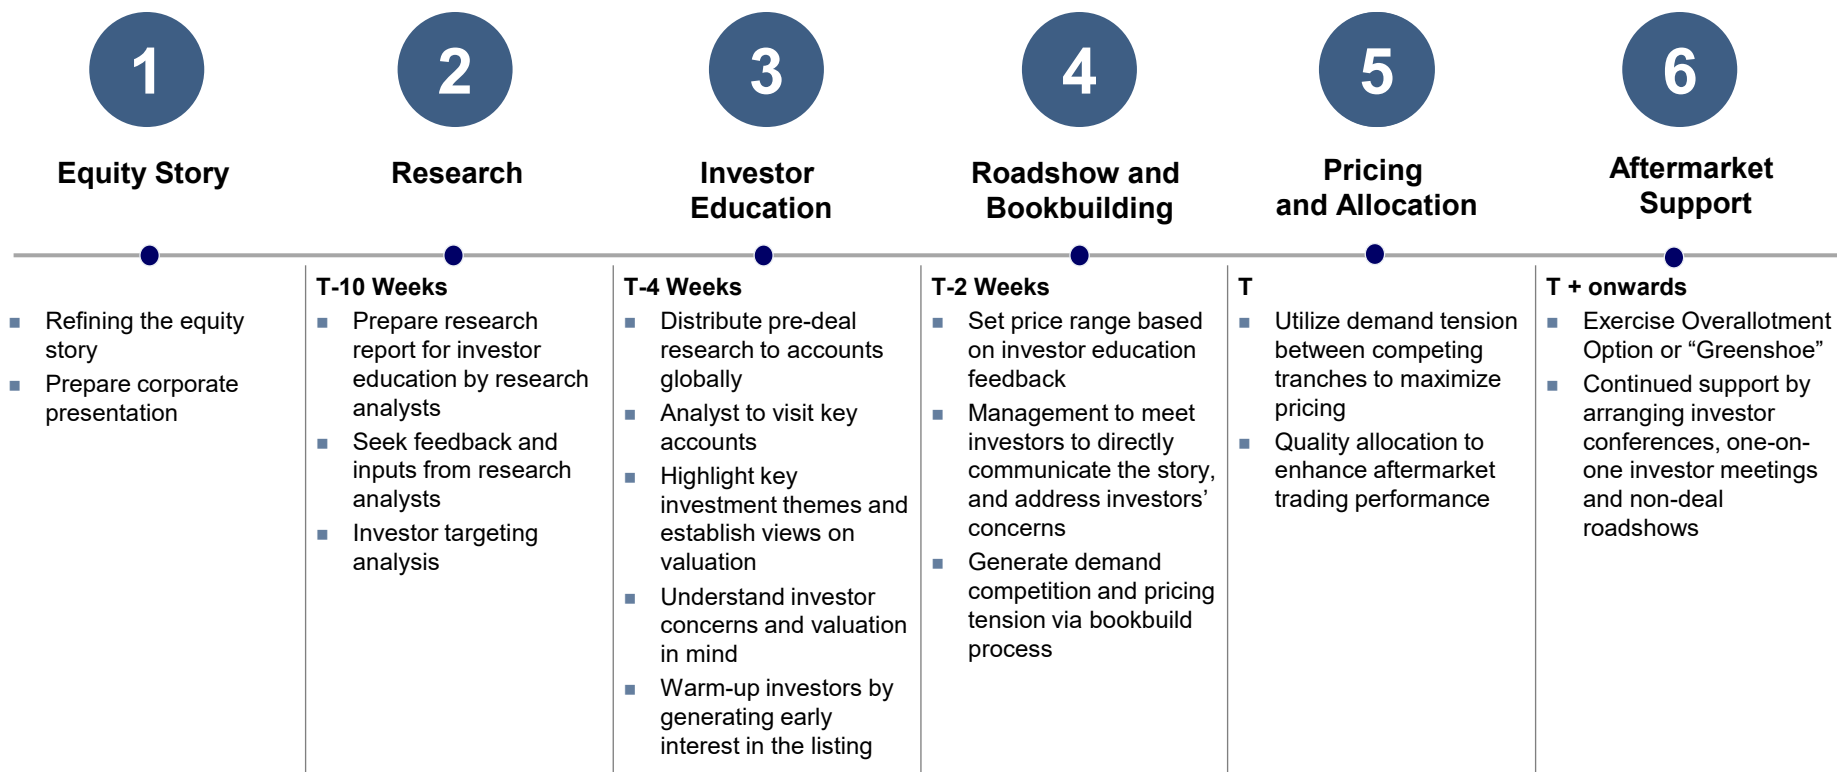 1
Equity Story
Refining the equity
story
Prepare corporate
presentation
2
Research
T-10 Weeks
Prepare research
report for investor
education by research
analysts
Seek feedback and
inputs from research
analysts
Investor targeting
analysis
3
Investor
Education
T-4 Weeks
Distribute pre-deal
research to accounts
globally
Analyst to visit key
accounts
Highlight key
investment themes and
establish views on
valuation
Understand investor
concerns and valuation
in mind
Warm-up investors by
generating early
interest in the listing
4
Roadshow and
Bookbuilding
T-2 Weeks
Set price range based
on investor education
feedback
Management to meet
investors to directly
communicate the story,
and address investors’
concerns
Generate demand
competition and pricing
tension via bookbuild
process
5
Pricing
and Allocation
T
Utilize demand tension
between competing
tranches to maximize
pricing
Quality allocation to
enhance aftermarket
trading performance
6
Aftermarket
Support
T + onwards
Exercise Overallotment
Option or “Greenshoe”
Continued support by
arranging investor
conferences, one-on-
one investor meetings
and non-deal
roadshows